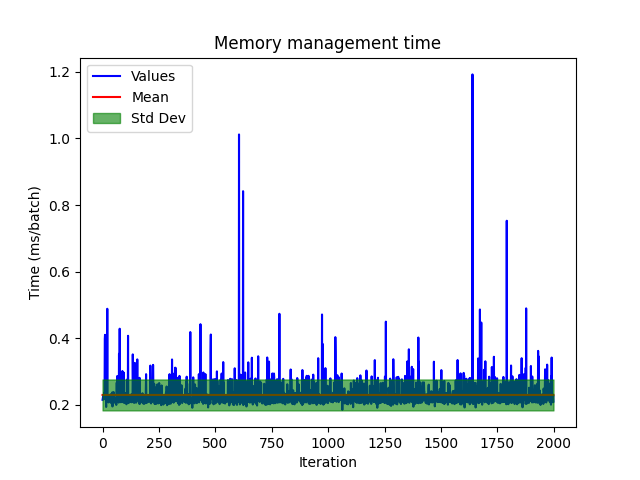 Memory management time
Values
Mean
Std Dev
Time (ms/batch)
1.2
1.0
0.8
0.6
0.4
0.2
0 250 500 750 1000 1250 1500 1750 2000
Iteration